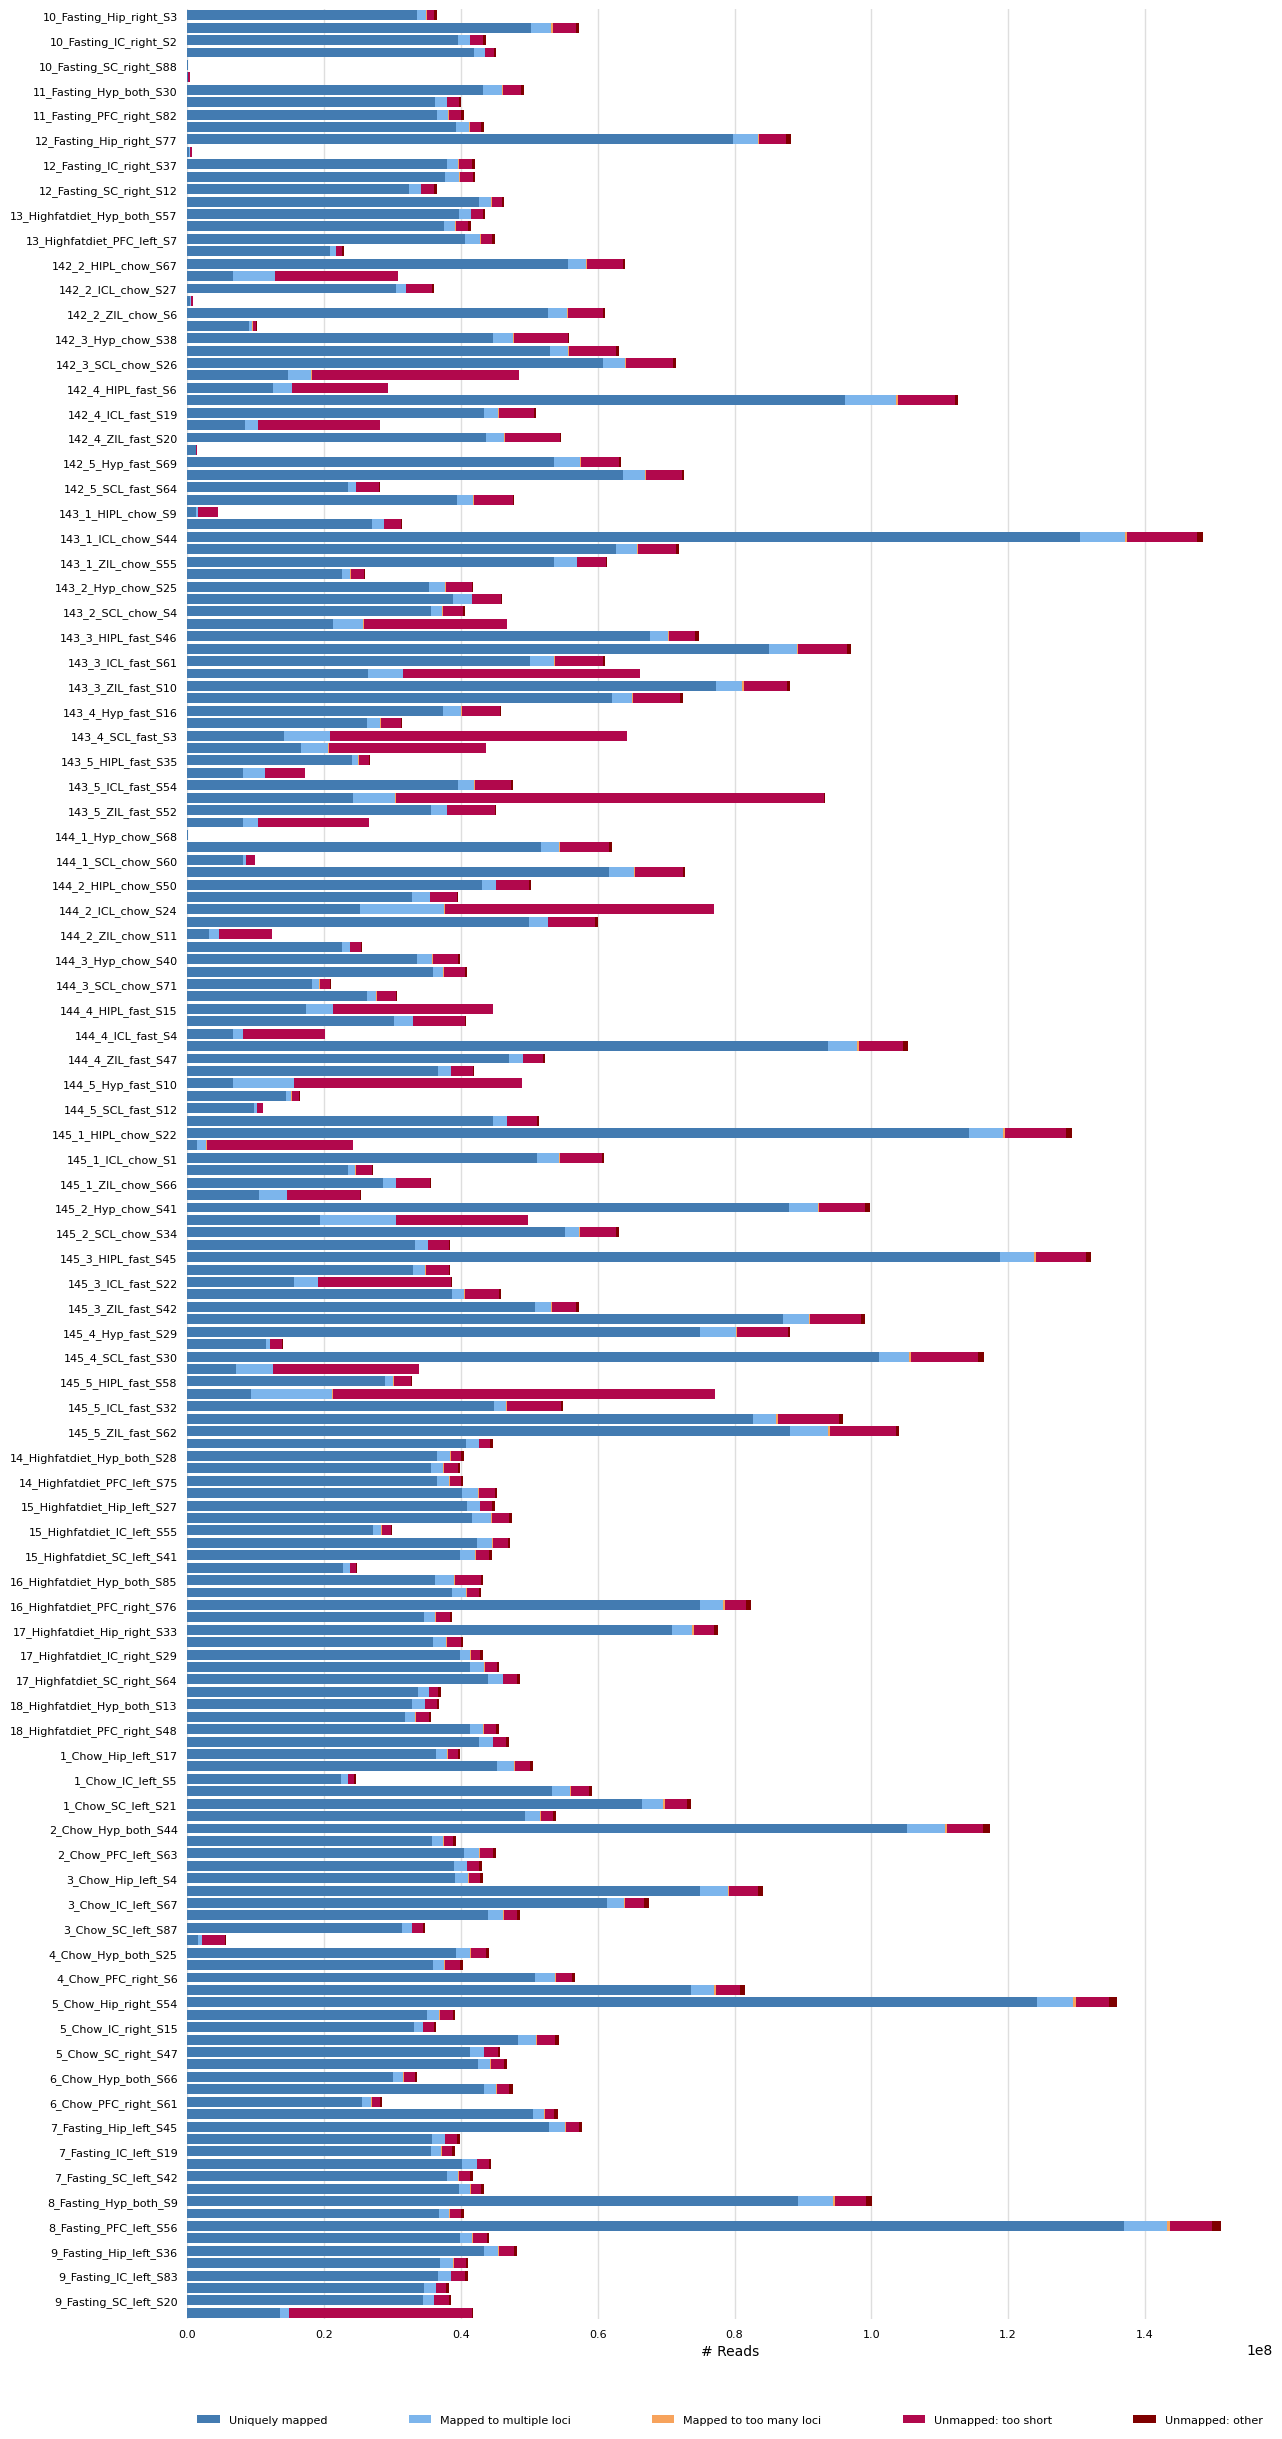 10_Fasting_Hip_right_S3
10_Fasting_IC_right_S2
10_Fasting_SC_right_S88
11_Fasting_Hyp_both_S30
11_Fasting_PFC_right_S82
12_Fasting_Hip_right_S77
12_Fasting_IC_right_S37
12_Fasting_SC_right_S12
13_Highfatdiet_Hyp_both_S57
13_Highfatdiet_PFC_left_S7
142_2_HIPL_chow_S67
142_2_ICL_chow_S27
142_2_ZIL_chow_S6
142_3_Hyp_chow_S38
142_3_SCL_chow_S26
142_4_HIPL_fast_S6
142_4_ICL_fast_S19
142_4_ZIL_fast_S20
142_5_Hyp_fast_S69
142_5_SCL_fast_S64
143_1_HIPL_chow_S9
143_1_ICL_chow_S44
143_1_ZIL_chow_S55
143_2_Hyp_chow_S25
143_2_SCL_chow_S4
143_3_HIPL_fast_S46
143_3_ICL_fast_S61
143_3_ZIL_fast_S10
143_4_Hyp_fast_S16
143_4_SCL_fast_S3
143_5_HIPL_fast_S35
143_5_ICL_fast_S54
143_5_ZIL_fast_S52
144_1_Hyp_chow_S68
144_1_SCL_chow_S60
144_2_HIPL_chow_S50
144_2_ICL_chow_S24
144_2_ZIL_chow_S11
144_3_Hyp_chow_S40
144_3_SCL_chow_S71
144_4_HIPL_fast_S15
144_4_ICL_fast_S4
144_4_ZIL_fast_S47
144_5_Hyp_fast_S10
144_5_SCL_fast_S12
145_1_HIPL_chow_S22
145_1_ICL_chow_S1
145_1_ZIL_chow_S66
145_2_Hyp_chow_S41
145_2_SCL_chow_S34
145_3_HIPL_fast_S45
145_3_ICL_fast_S22
145_3_ZIL_fast_S42
145_4_Hyp_fast_S29
145_4_SCL_fast_S30
145_5_HIPL_fast_S58
145_5_ICL_fast_S32
145_5_ZIL_fast_S62
14_Highfatdiet_Hyp_both_S28
14_Highfatdiet_PFC_left_S75
15_Highfatdiet_Hip_left_S27
15_Highfatdiet_IC_left_S55
15_Highfatdiet_SC_left_S41
16_Highfatdiet_Hyp_both_S85
16_Highfatdiet_PFC_right_S76
17_Highfatdiet_Hip_right_S33
17_Highfatdiet_IC_right_S29
17_Highfatdiet_SC_right_S64
18_Highfatdiet_Hyp_both_S13
18_Highfatdiet_PFC_right_S48
1_Chow_Hip_left_S17
1_Chow_IC_left_S5
1_Chow_SC_left_S21
2_Chow_Hyp_both_S44
2_Chow_PFC_left_S63
3_Chow_Hip_left_S4
3_Chow_IC_left_S67
3_Chow_SC_left_S87
4_Chow_Hyp_both_S25
4_Chow_PFC_right_S6
5_Chow_Hip_right_S54
5_Chow_IC_right_S15
5_Chow_SC_right_S47
6_Chow_Hyp_both_S66
6_Chow_PFC_right_S61
7_Fasting_Hip_left_S45
7_Fasting_IC_left_S19
7_Fasting_SC_left_S42
8_Fasting_Hyp_both_S9
8_Fasting_PFC_left_S56
9_Fasting_Hip_left_S36
9_Fasting_IC_left_S83
9_Fasting_SC_left_S20
0.0 0.2 0.4 0.6 0.8 1.0 1.2 1.4
# Reads 1e8
Uniquely mapped Mapped to multiple loci Mapped to too many loci Unmapped: too short Unmapped: other